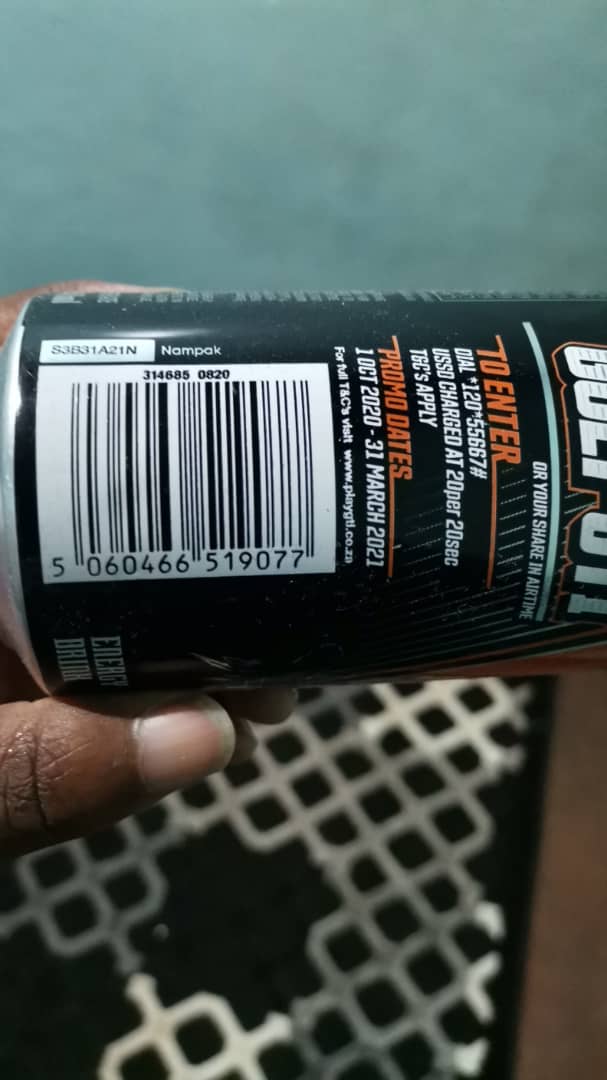 S3B31A21N Nampak
314685 0820
5 060466 519077
ENERGY
DRINK
OR YOUR SHARE IN AIRTIME
TO ENTER
DIAL *120*55667#
USSD CHARGED AT 20per 20sec
T&C's APPLY
PROMO DATES
1 OCT 2020 - 31 MARCH 2021
For full T&C's visit www.playgti.co.za